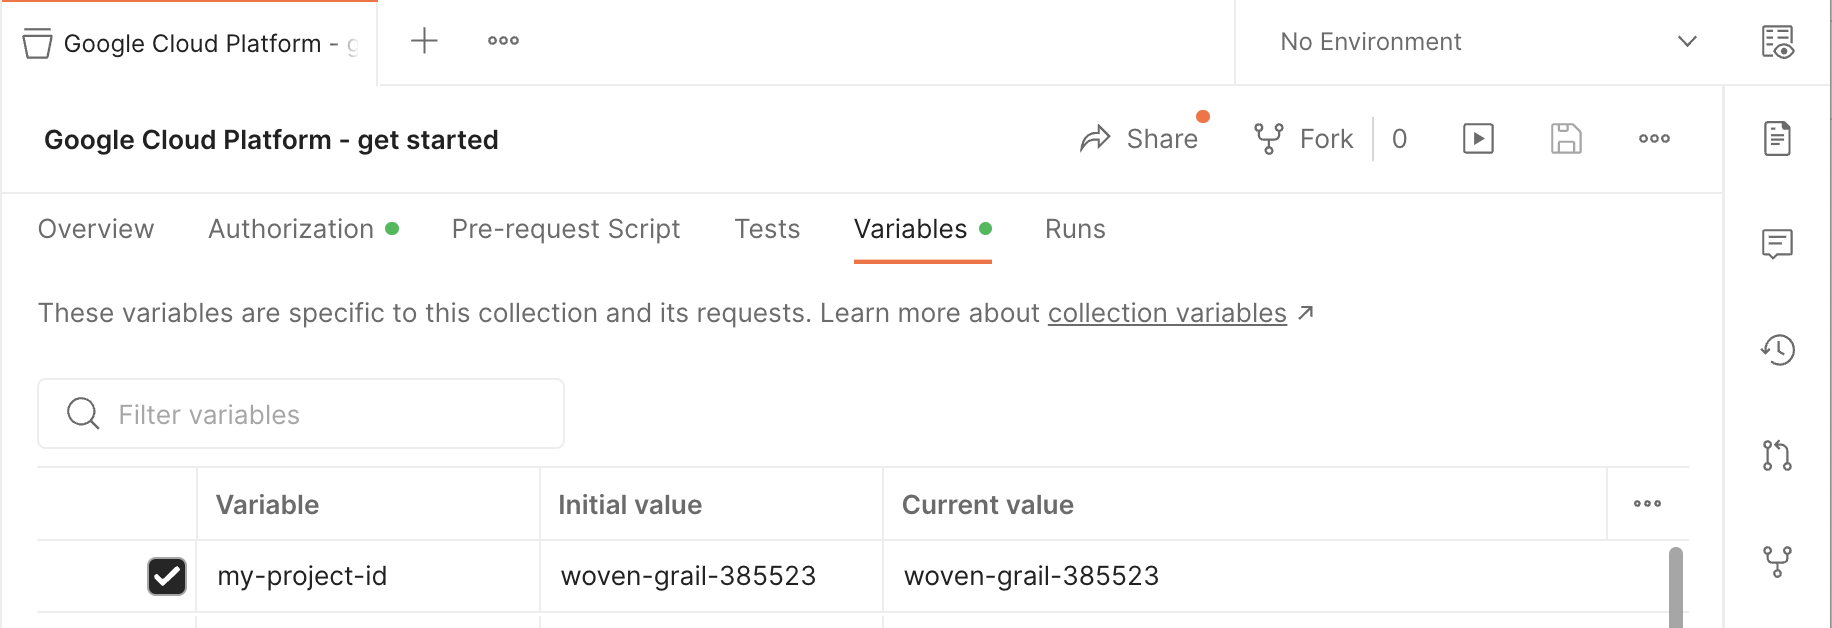 Google Cloud Platform - g
No Environment
Google Cloud Platform - get started
Share
Fork
0
Overview
Authorization
Pre-request Script
Tests
Variables
Runs
These variables are specific to this collection and its requests. Learn more about collection variables ↗
Filter variables
Variable
Initial value
Current value
my-project-id
woven-grail-385523
woven-grail-385523